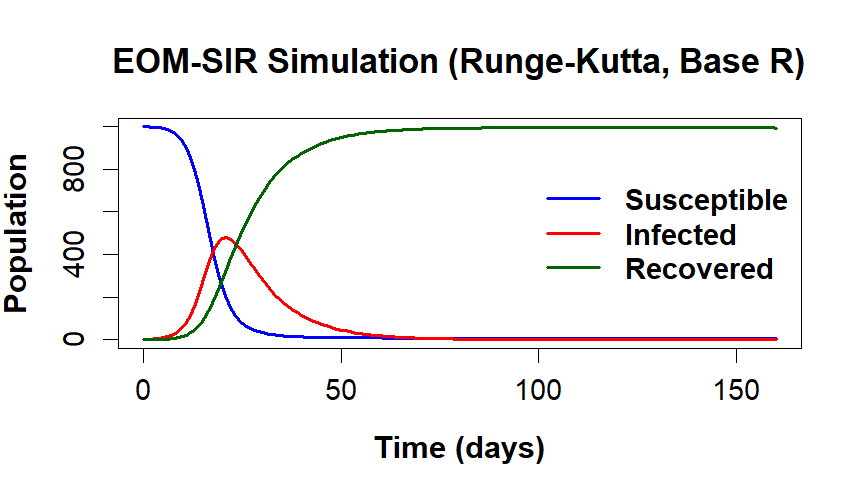 EOM-SIR Simulation (Runge-Kutta, Base R)
Population
800
400
0
Susceptible
Infected
Recovered
0 50 100 150
Time (days)